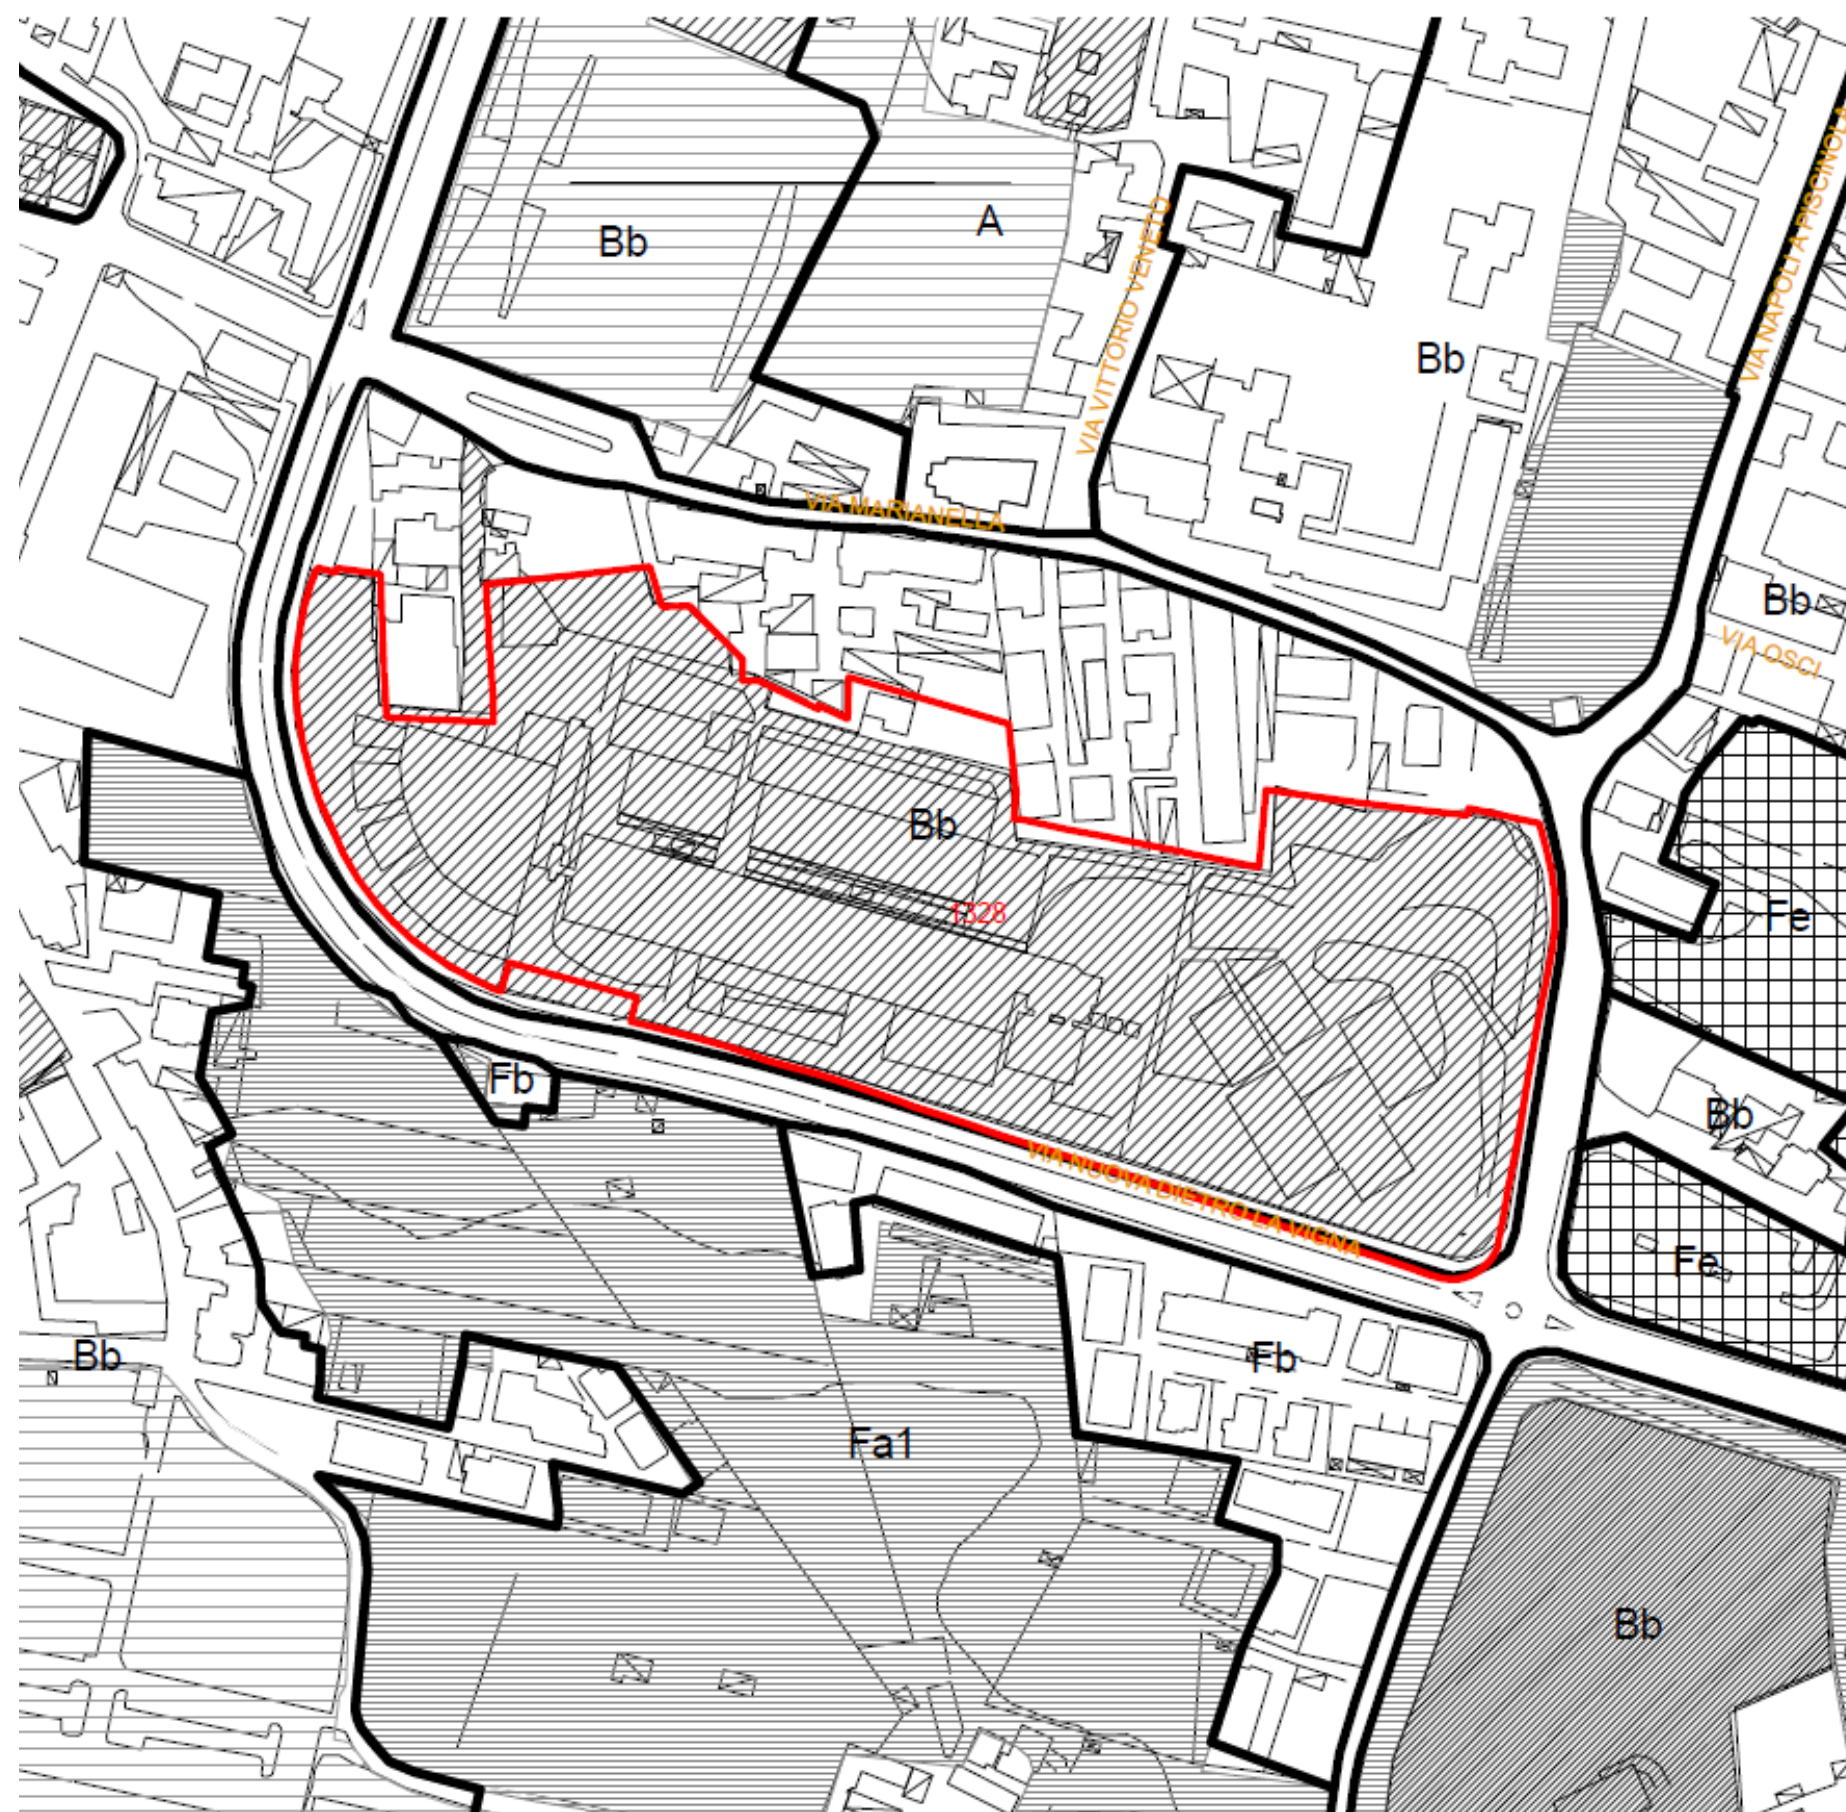 VIA NAPOLI A PISCINOLA
A
Bb
VIA VITTORIO VENETO
Bb
VIA MARIANELLA
Bb
VIA OSCI
Bb
1328
Fe
Fb
Bb
VIA NUOVA DIETRO LA VIGNA
Fe
Bb
Fb
Fa1
Bb